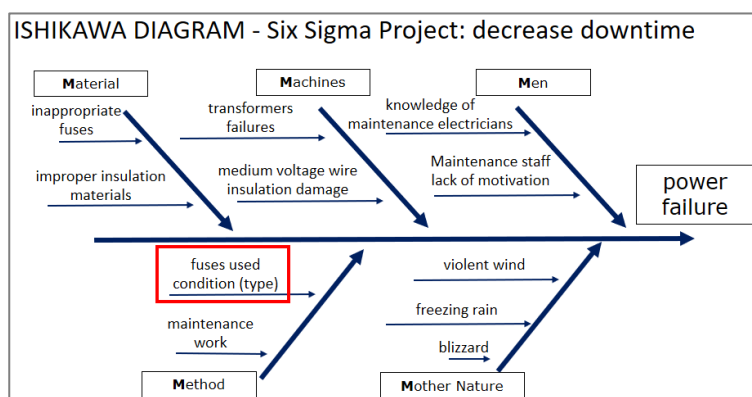 ISHIKAWA DIAGRAM - Six Sigma Project: decrease downtime
Material
Machines
Men
inappropriate
fuses
transformers
failures
knowledge of
maintenance electricians
improper insulation
materials
medium voltage wire
insulation damage
Maintenance staff
lack of motivation
power
failure
fuses used
condition (type)
violent wind
maintenance
work
freezing rain
blizzard
Method
Mother Nature